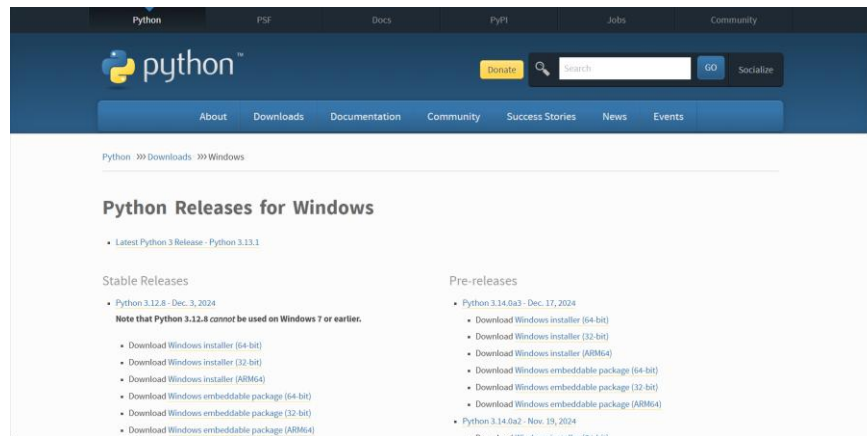 Python PSF Docs PyPI Jobs Community
python™
Donate Search GO Socialize
About Downloads Documentation Community Success Stories News Events
Python >>> Downloads >>> Windows
Python Releases for Windows
Latest Python 3 Release - Python 3.13.1
Stable Releases
Python 3.12.8 - Dec. 3, 2024
Note that Python 3.12.8 cannot be used on Windows 7 or earlier.
Download Windows installer (64-bit)
Download Windows installer (32-bit)
Download Windows installer (ARM64)
Download Windows embeddable package (64-bit)
Download Windows embeddable package (32-bit)
Download Windows embeddable package (ARM64)
Pre-releases
Python 3.14.0a3 - Dec. 17, 2024
Download Windows installer (64-bit)
Download Windows installer (32-bit)
Download Windows installer (ARM64)
Download Windows embeddable package (64-bit)
Download Windows embeddable package (32-bit)
Download Windows embeddable package (ARM64)
Python 3.14.0a2 - Nov. 19, 2024